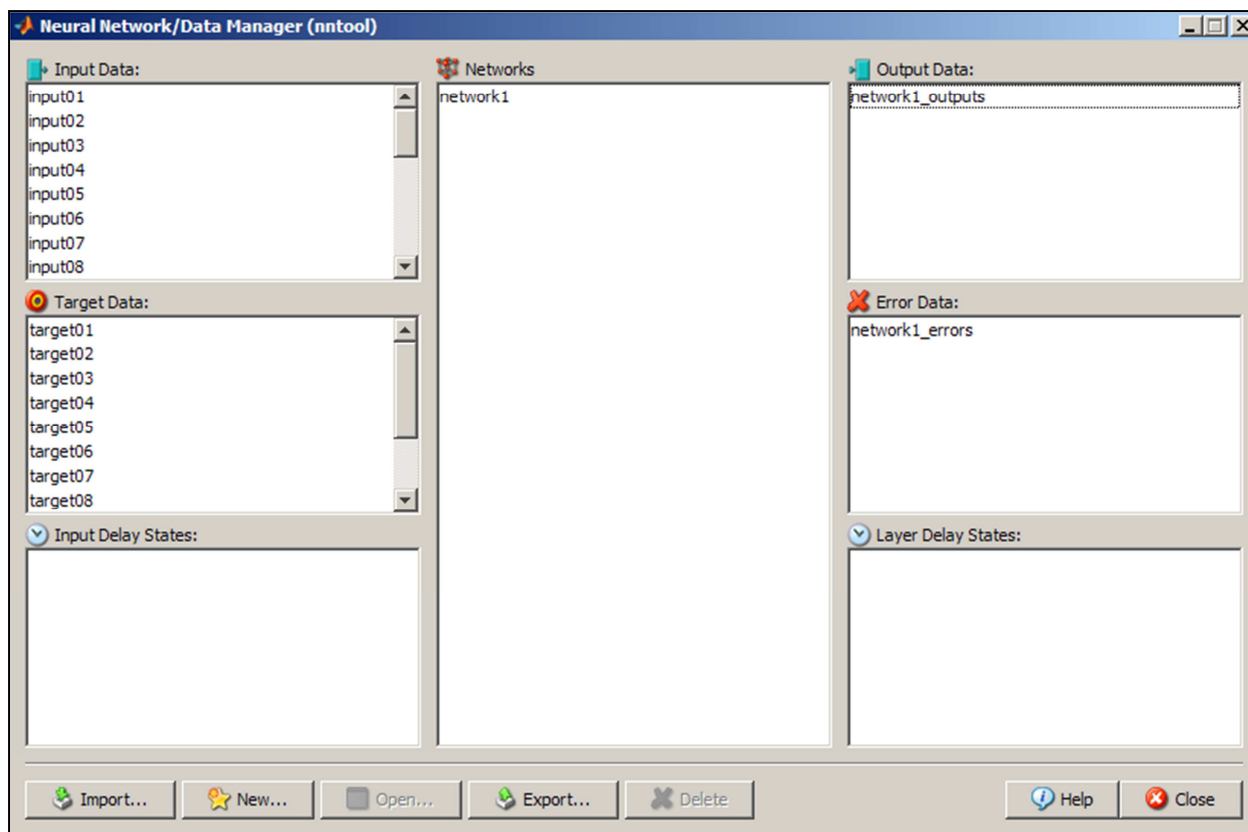 Neural Network/Data Manager (nntool)
Input Data:
input01
input02
input03
input04
input05
input06
input07
input08
Target Data:
target01
target02
target03
target04
target05
target06
target07
target08
Input Delay States:
Networks
network1
Output Data:
network1_outputs
Error Data:
network1_errors
Layer Delay States:
Import...
New...
Open...
Export...
Delete
Help
Close